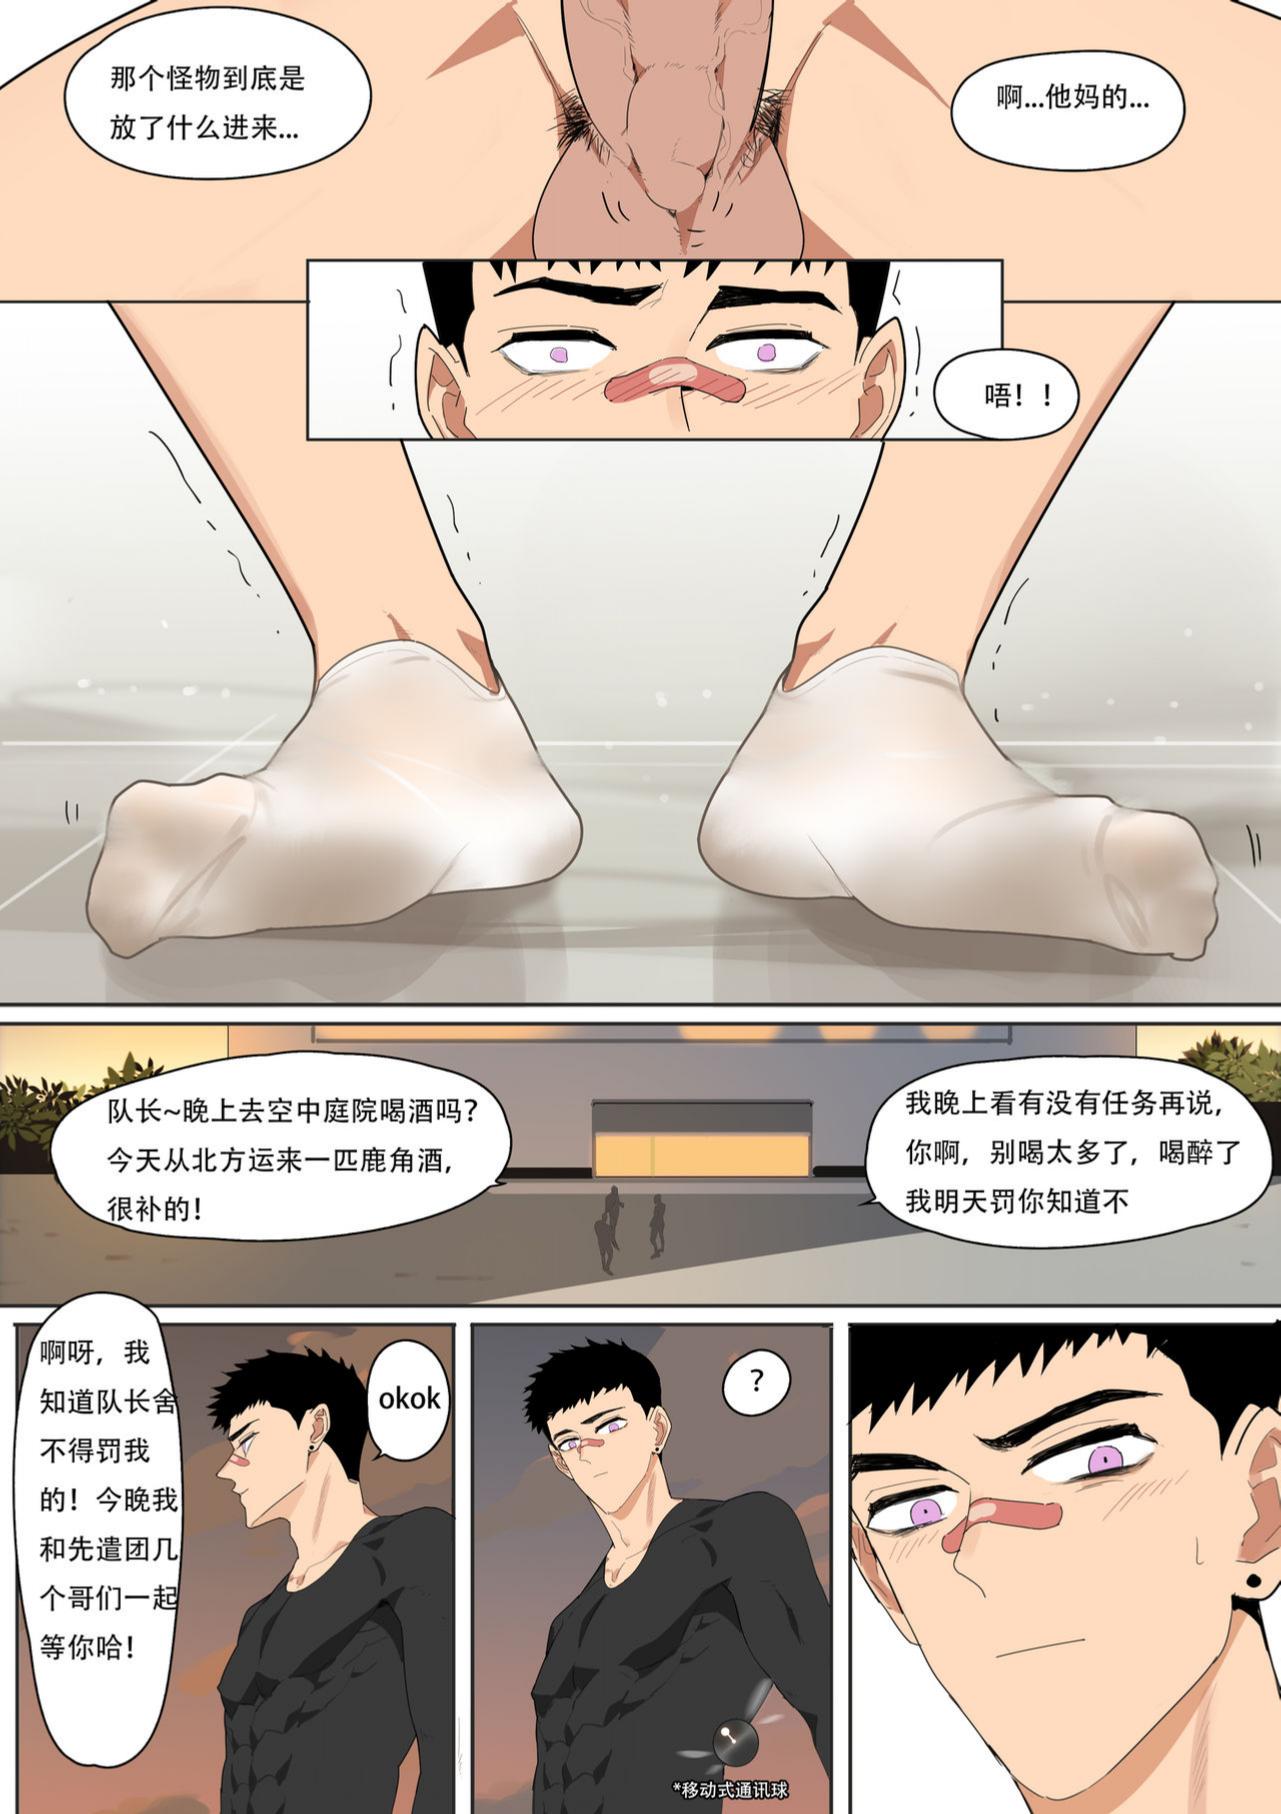 那个怪物到底是
放了什么进来...
啊...他妈的...
唔！！
队长~晚上去空中庭院喝酒吗？
今天从北方运来一匹鹿角酒，
很补的！
我晚上看有没有任务再说，
你啊，别喝太多了，喝醉了
我明天罚你知道不
啊呀，我
知道队长舍
不得罚我
的！今晚我
和先遣团几
个哥们一起
等你哈！
okok
？
*移动式通讯球